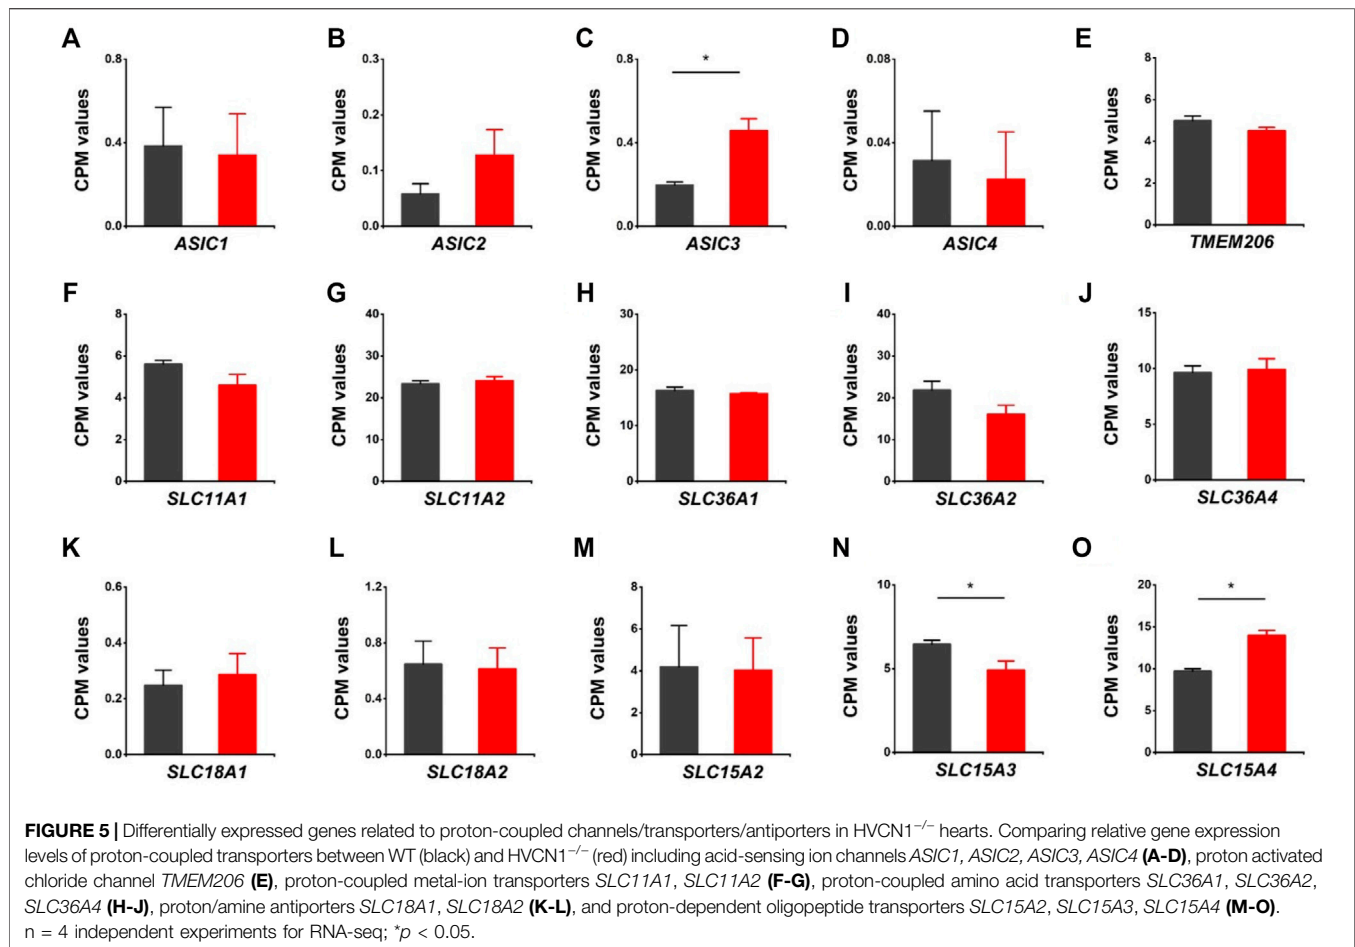 A B C D E
0.8 0.3 0.8 0.08 8
*
6
0.2
CPM values CPM values 0.4 CPM values 0.4 CPM values 0.04 CPM values 4
0.1
2
0.0 0.0 0.0 0.00 0
ASIC1 ASIC2 ASIC3 ASIC4 TMEM206
F G H I J
8 40 30 40 15
6 30 30
20 10
CPM values 4 CPM values 20 CPM values CPM values 20 CPM values
10 5
2 10 10
0 0 0 0 0
SLC11A1 SLC11A2 SLC36A1 SLC36A2 SLC36A4
K L M N O
0.6 1.2 8 10 20
* *
0.4 0.8 6 15
CPM values CPM values CPM values 4 CPM values 5 CPM values 10
0.2 0.4 2 5
0.0 0.0 0 0 0
SLC18A1 SLC18A2 SLC15A2 SLC15A3 SLC15A4
FIGURE 5 | Differentially expressed genes related to proton-coupled channels/transporters/antiporters in HVCN1−/− hearts. Comparing relative gene expression
levels of proton-coupled transporters between WT (black) and HVCN1−/− (red) including acid-sensing ion channels ASIC1, ASIC2, ASIC3, ASIC4 (A-D), proton activated
chloride channel TMEM206 (E), proton-coupled metal-ion transporters SLC11A1, SLC11A2 (F-G), proton-coupled amino acid transporters SLC36A1, SLC36A2,
SLC36A4 (H-J), proton/amine antiporters SLC18A1, SLC18A2 (K-L), and proton-dependent oligopeptide transporters SLC15A2, SLC15A3, SLC15A4 (M-O).
n = 4 independent experiments for RNA-seq; *p < 0.05.